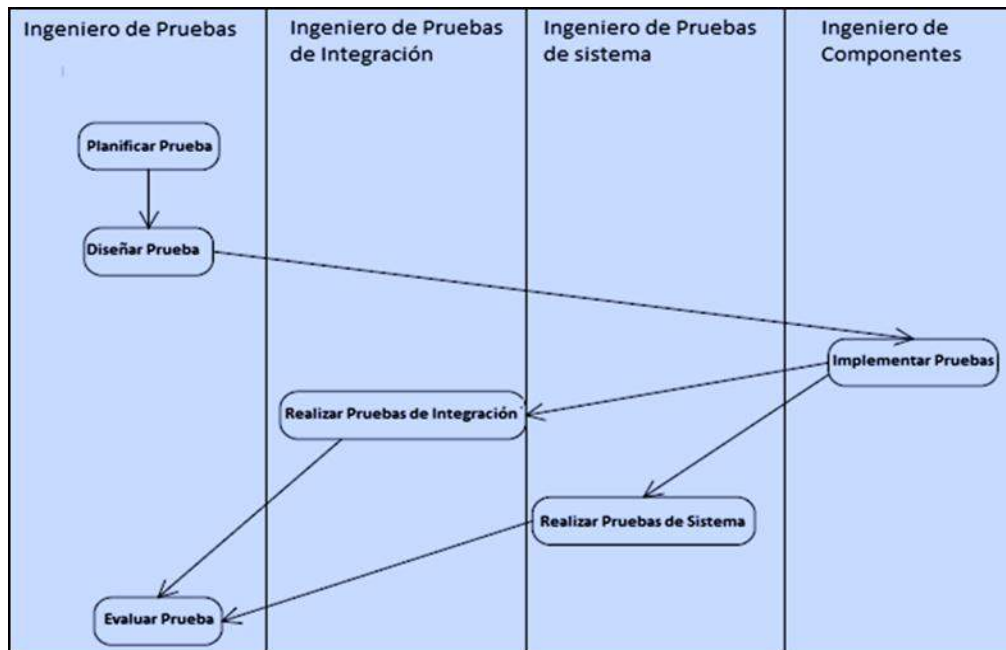 Ingeniero de Pruebas
Ingeniero de Pruebas
de Integración
Ingeniero de Pruebas
de sistema
Ingeniero de
Componentes
Planificar Prueba
Diseñar Prueba
Implementar Pruebas
Realizar Pruebas de Integración
Realizar Pruebas de Sistema
Evaluar Prueba